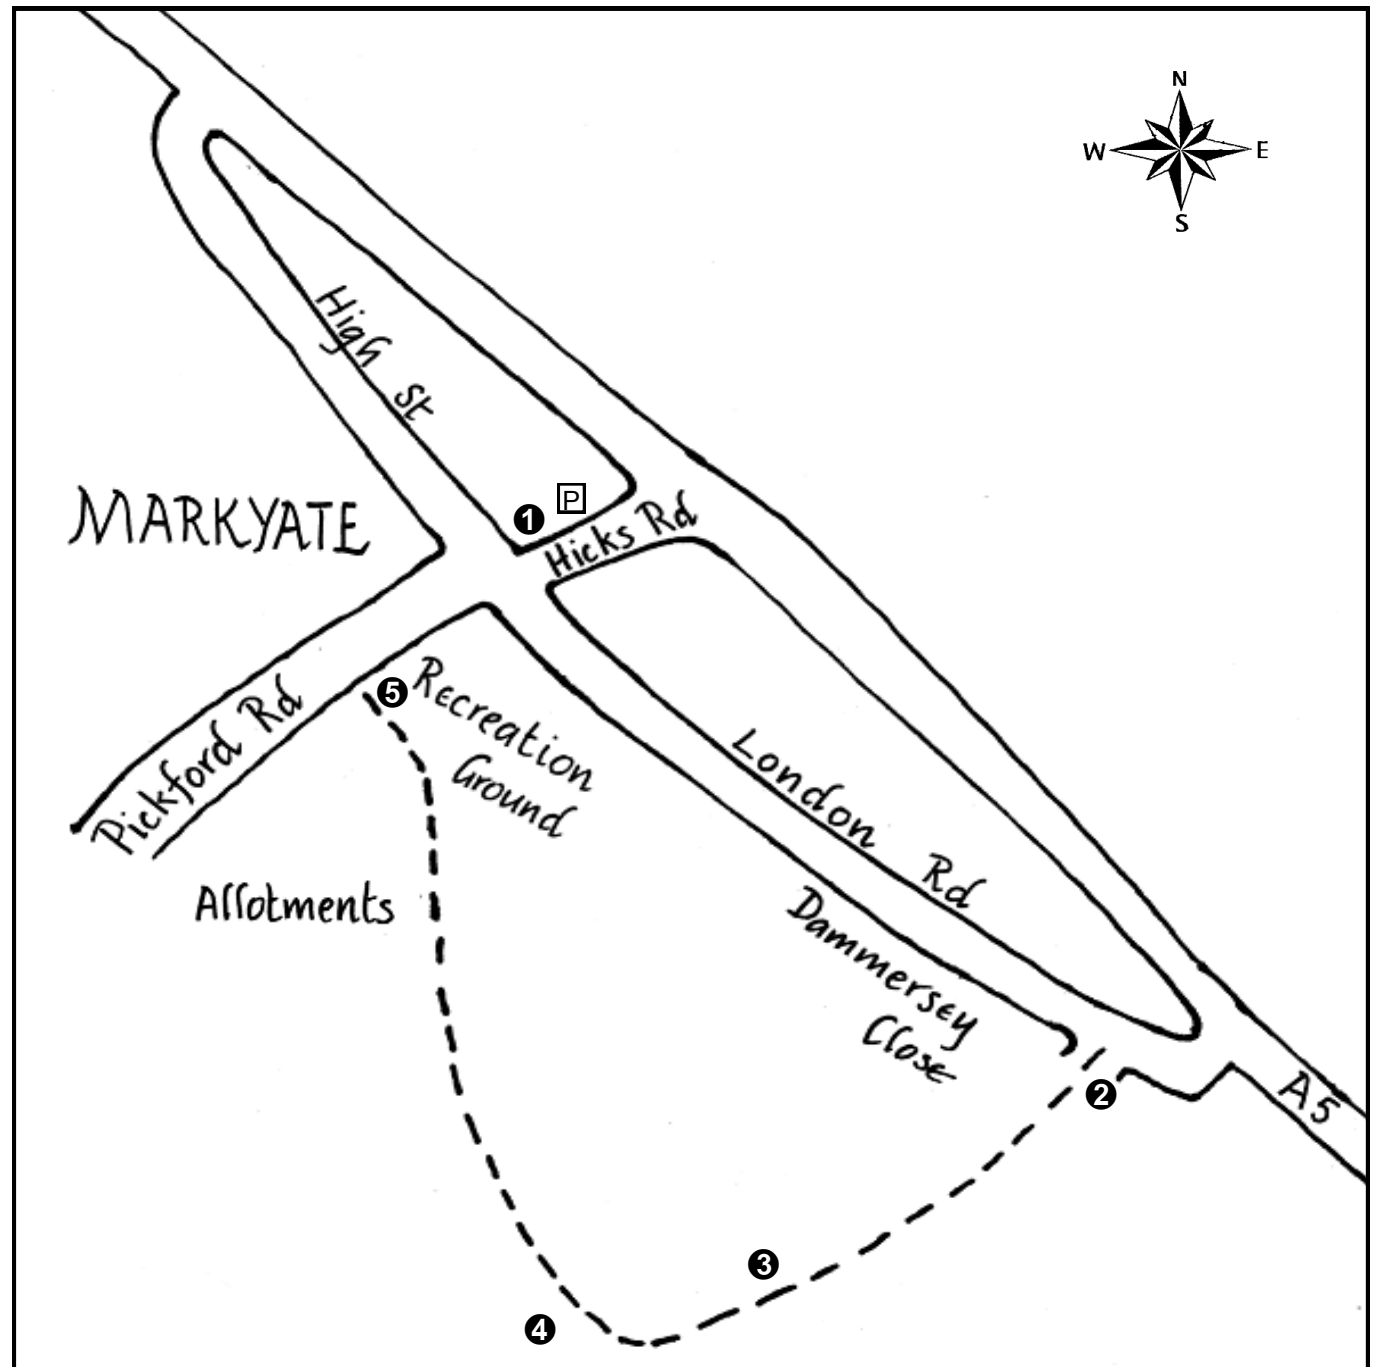 N
W E
S
High
St
P
1
Hicks Rd
MARKYATE
5
Recreation
Ground
Pickford Rd
London
Rd
Allotments
Dammersey
Close
2
A5
3
4